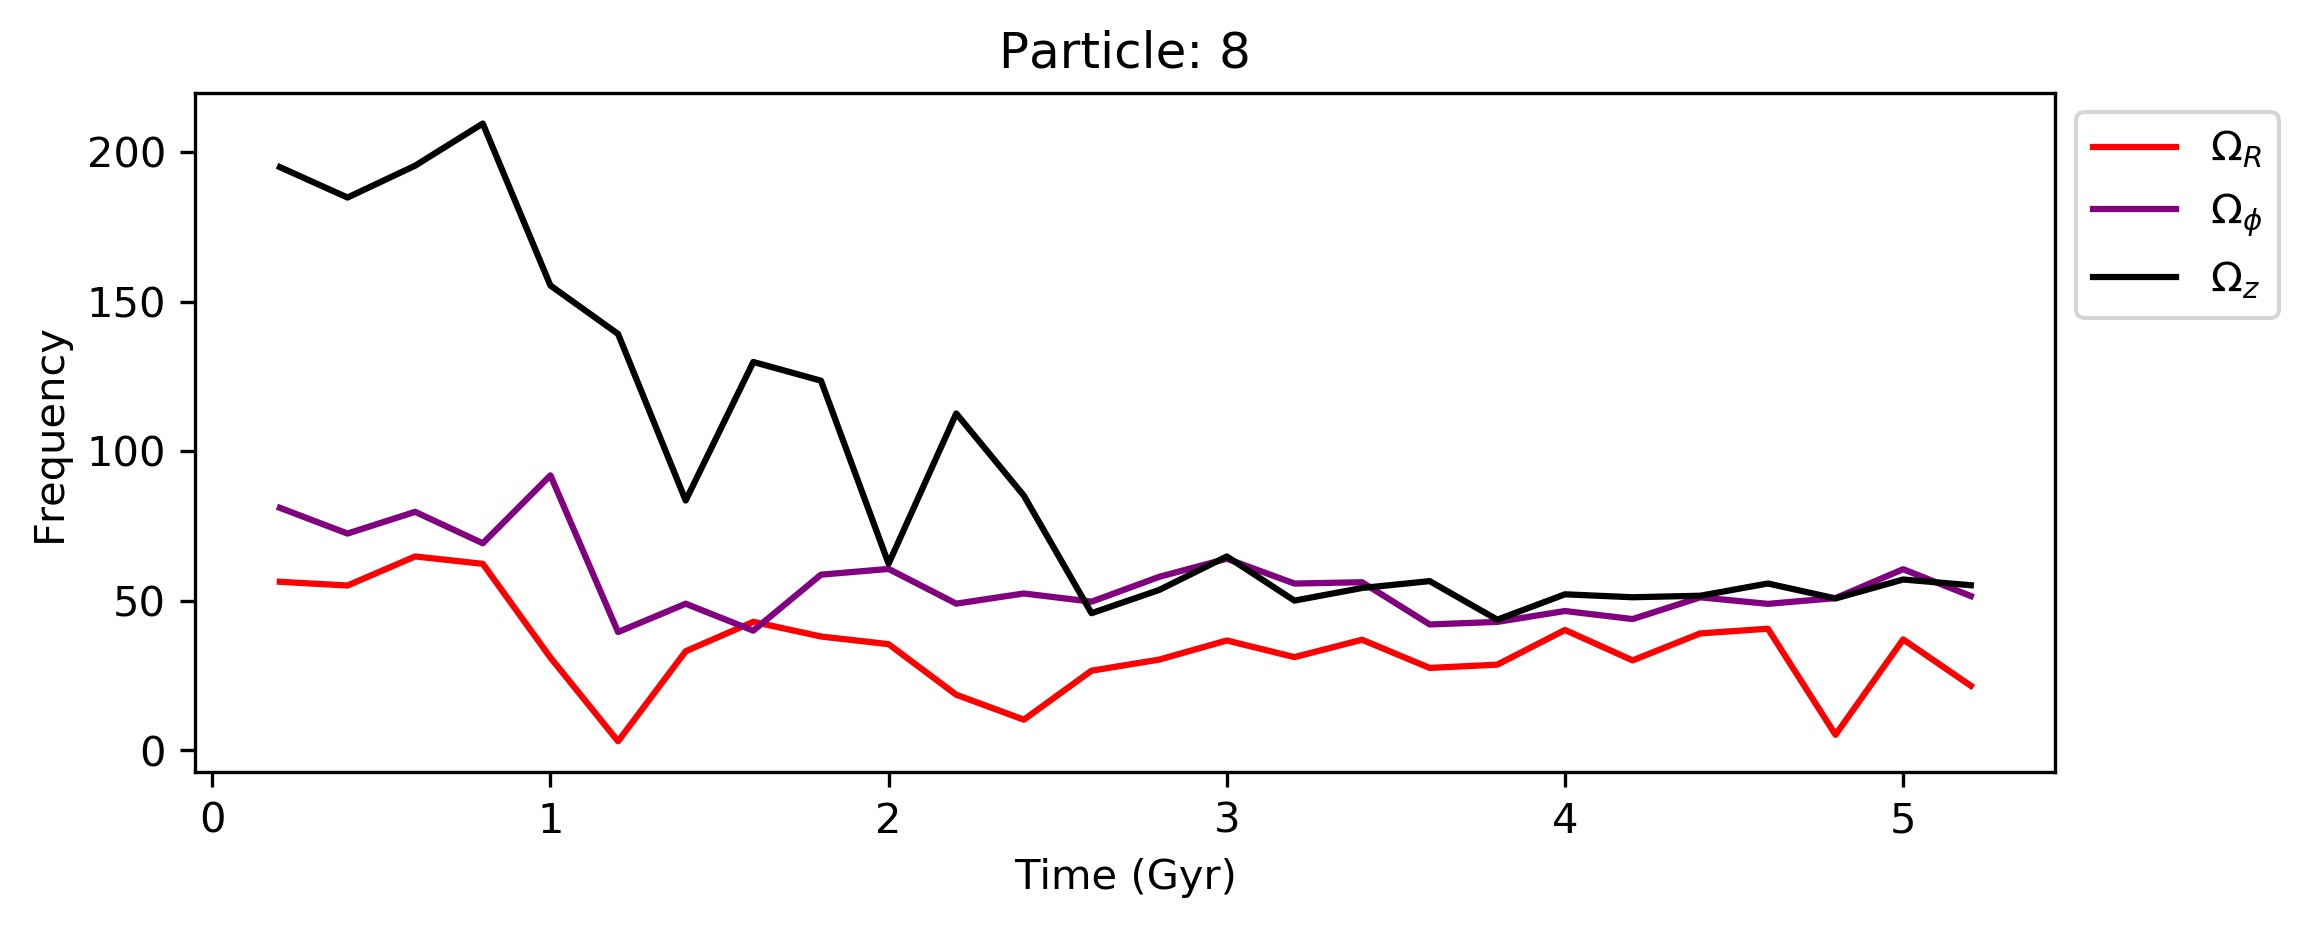 Particle: 8
200
150
100
50
0
Frequency
0 1 2 3 4 5
Time (Gyr)
Ω_R
Ω_ϕ
Ω_z